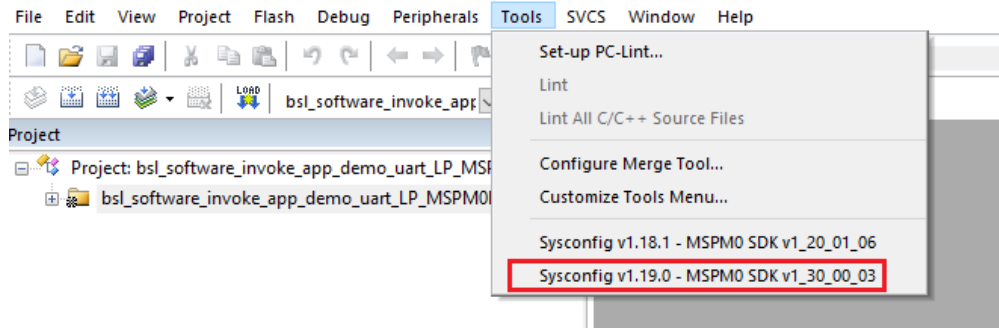 File Edit View Project Flash Debug Peripherals Tools SVCS Window Help
Set-up PC-Lint...
Lint
Lint All C/C++ Source Files
Configure Merge Tool...
Customize Tools Menu...
Sysconfig v1.18.1 - MSPM0 SDK v1_20_01_06
Sysconfig v1.19.0 - MSPM0 SDK v1_30_00_03
LOAD
bsl_software_invoke_app
Project
Project: bsl_software_invoke_app_demo_uart_LP_MSP
bsl_software_invoke_app_demo_uart_LP_MSPM0